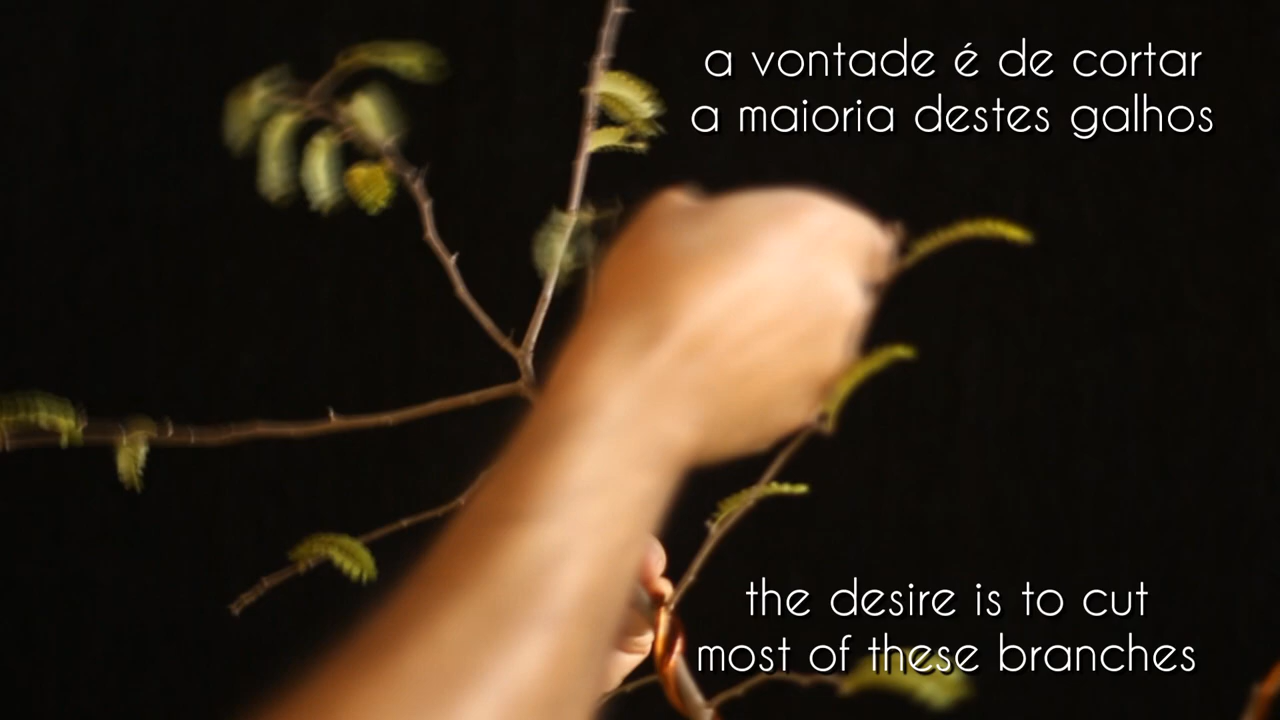 a vontade é de cortar
a maioria destes galhos
the desire is to cut
most of these branches